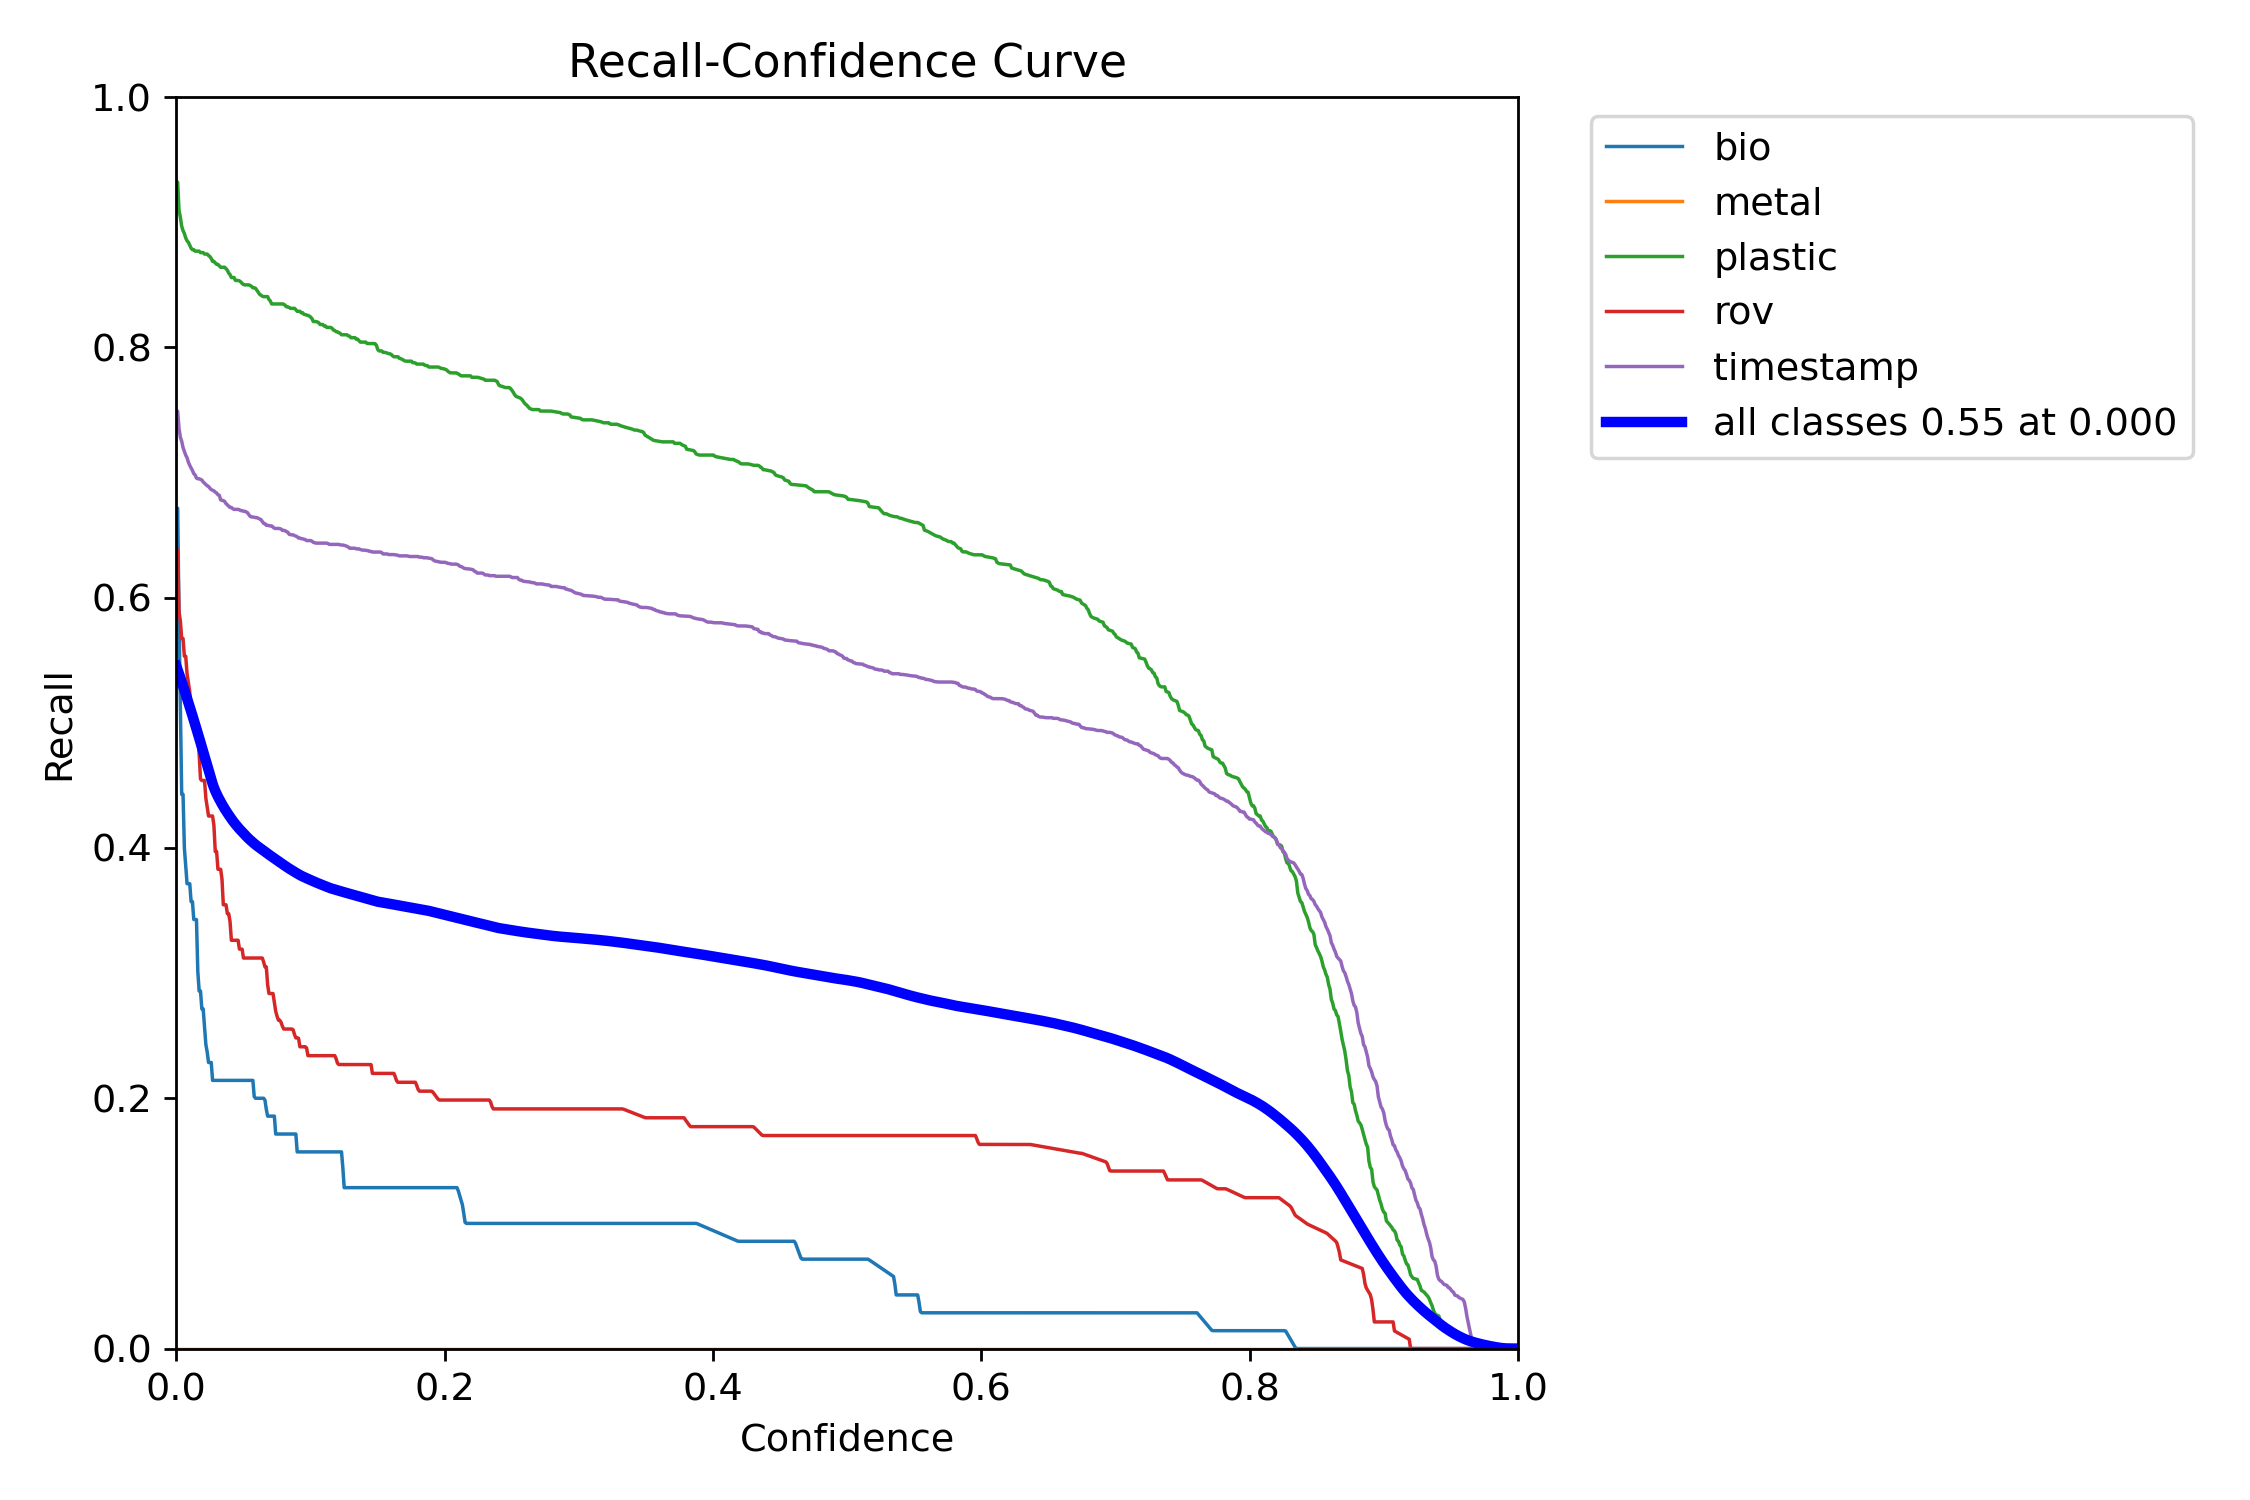 Recall-Confidence Curve
1.0
0.8
0.6
0.4
0.2
0.0
Recall
0.0 0.2 0.4 0.6 0.8 1.0
Confidence
bio
metal
plastic
rov
timestamp
all classes 0.55 at 0.000